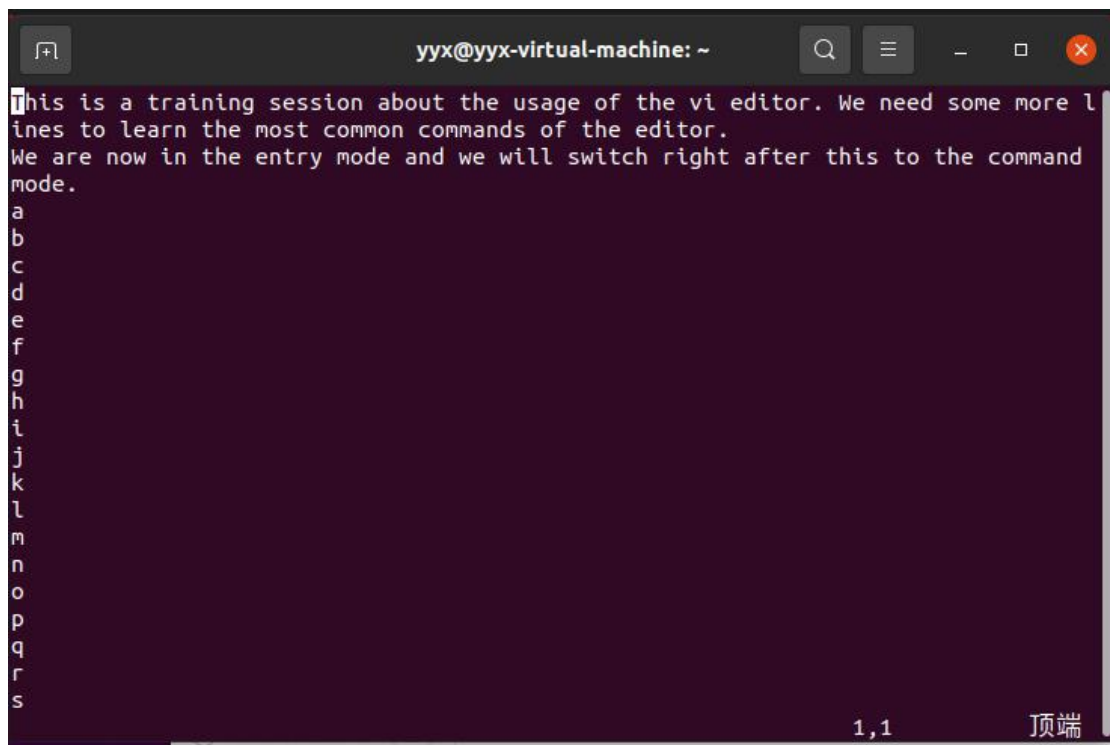 yyx@yyx-virtual-machine: ~
This is a training session about the usage of the vi editor. We need some more l
ines to learn the most common commands of the editor.
We are now in the entry mode and we will switch right after this to the command
mode.
a
b
c
d
e
f
g
h
i
j
k
l
m
n
o
p
q
r
s
1,1 顶端